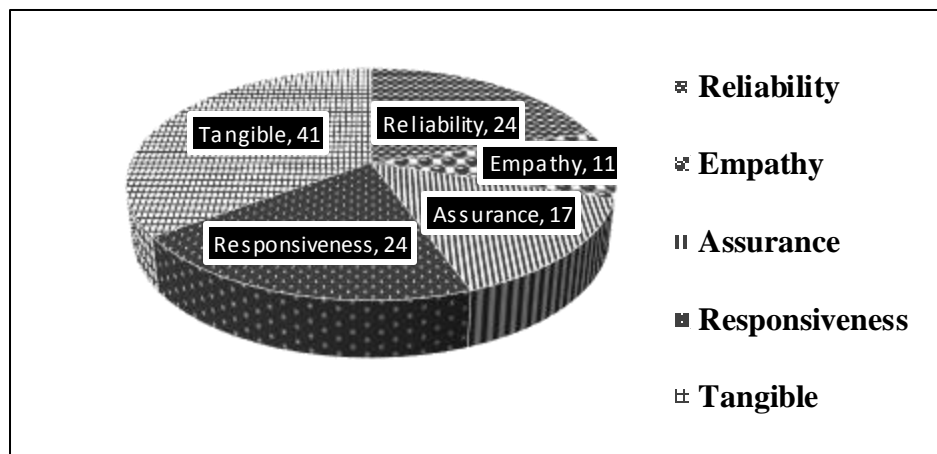 Tangible, 41
Reliability, 24
Empathy, 11
Assurance, 17
Responsiveness, 24
Reliability
Empathy
Assurance
Responsiveness
Tangible